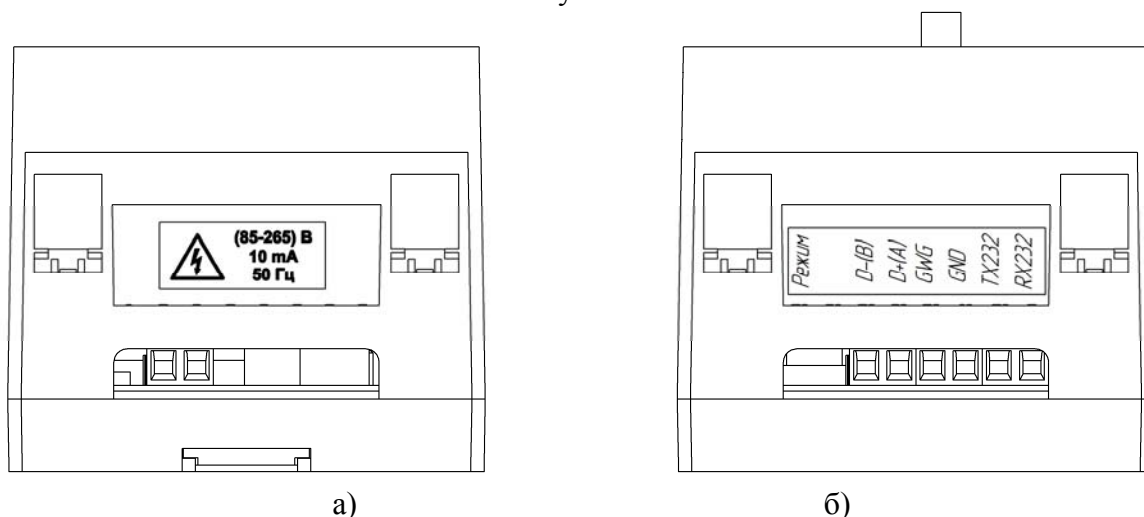 (85-265) В
10 mA
50 Гц
Режим
D-(B)
D+(A)
GWG
GND
TX232
RX232
а)
б)